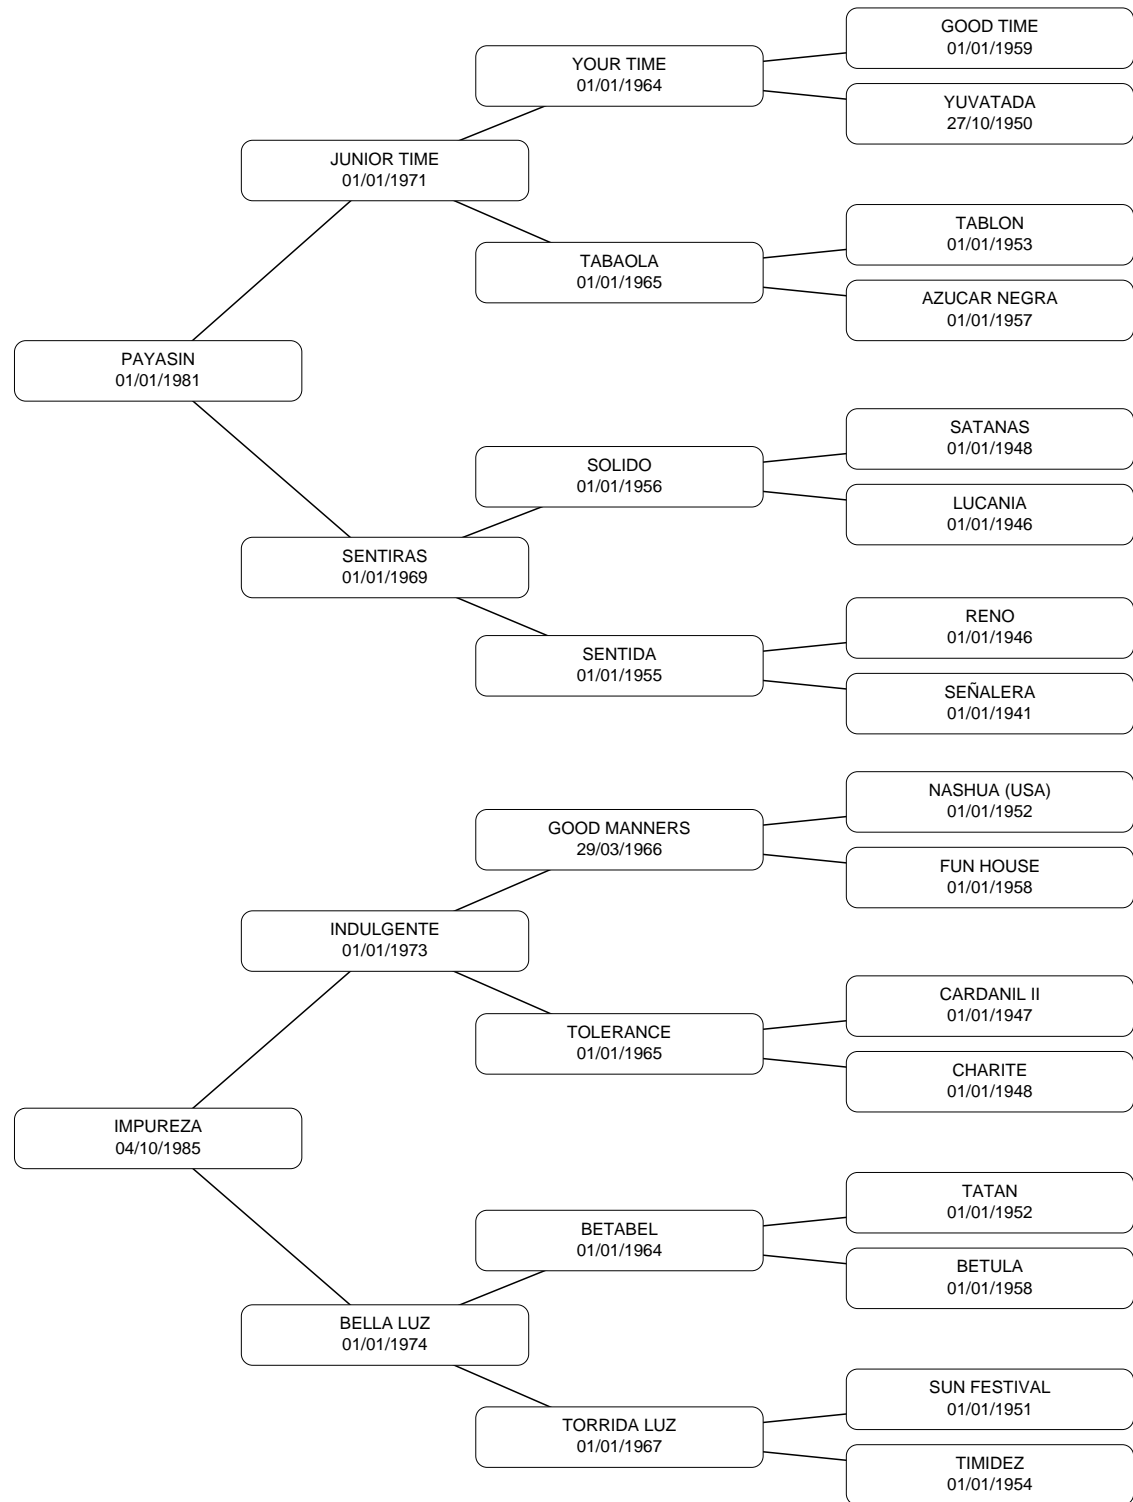 GOOD TIME
01/01/1959
YOUR TIME
01/01/1964
YUVATADA
27/10/1950
JUNIOR TIME
01/01/1971
TABLON
01/01/1953
TABAOLA
01/01/1965
AZUCAR NEGRA
01/01/1957
PAYASIN
01/01/1981
SATANAS
01/01/1948
SOLIDO
01/01/1956
LUCANIA
01/01/1946
SENTIRAS
01/01/1969
RENO
01/01/1946
SENTIDA
01/01/1955
SEÑALERA
01/01/1941
NASHUA (USA)
01/01/1952
GOOD MANNERS
29/03/1966
FUN HOUSE
01/01/1958
INDULGENTE
01/01/1973
CARDANIL II
01/01/1947
TOLERANCE
01/01/1965
CHARITE
01/01/1948
IMPUREZA
04/10/1985
TATAN
01/01/1952
BETABEL
01/01/1964
BETULA
01/01/1958
BELLA LUZ
01/01/1974
SUN FESTIVAL
01/01/1951
TORRIDA LUZ
01/01/1967
TIMIDEZ
01/01/1954